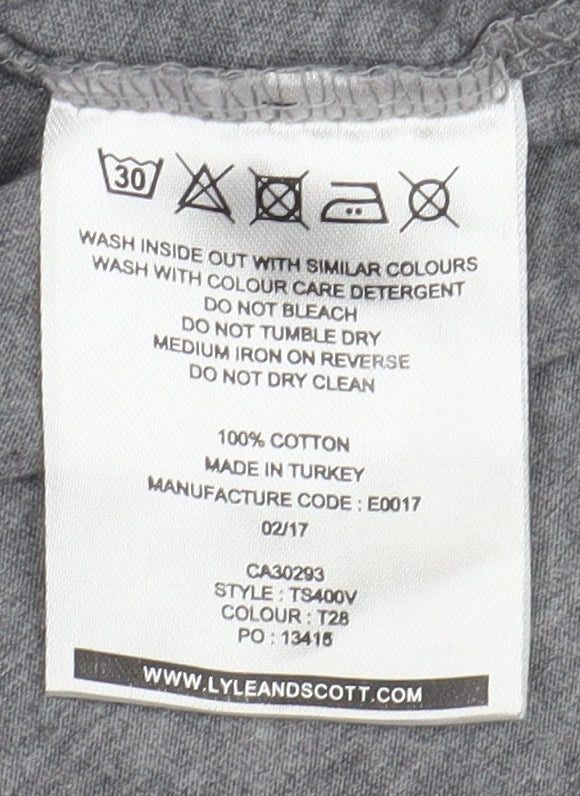 30
WASH INSIDE OUT WITH SIMILAR COLOURS
WASH WITH COLOUR CARE DETERGENT
DO NOT BLEACH
DO NOT TUMBLE DRY
MEDIUM IRON ON REVERSE
DO NOT DRY CLEAN
100% COTTON
MADE IN TURKEY
MANUFACTURE CODE : E0017
02/17
CA30293
STYLE : TS400V
COLOUR : T28
PO : 13415
WWW.LYLEANDSCOTT.COM